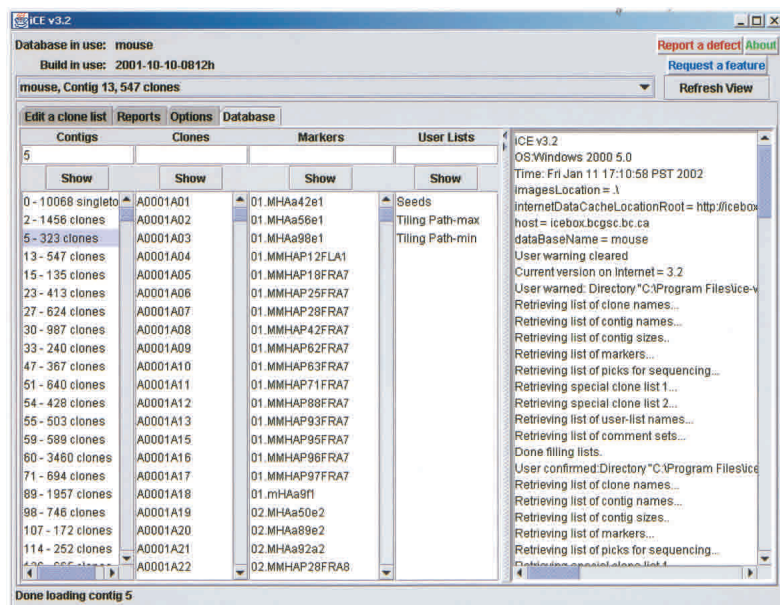 iCE v3.2
Database in use: mouse
Report a defect About
Build in use: 2001-10-10-0812h
Request a feature
mouse, Contig 13, 547 clones
Refresh View
Edit a clone list Reports Options Database
Contigs Clones Markers User Lists
5
Show Show Show Show
0 - 10068 singleto A0001A01 01.MHAa42e1 Seeds
2 - 1456 clones A0001A02 01.MHAa56e1 Tiling Path-max
5 - 323 clones A0001A03 01.MHAa98e1 Tiling Path-min
13 - 547 clones A0001A04 01.MMHAP12FLA1
15 - 135 clones A0001A05 01.MMHAP18FRA7
23 - 413 clones A0001A06 01.MMHAP25FRA7
27 - 624 clones A0001A07 01.MMHAP28FRA7
30 - 987 clones A0001A08 01.MMHAP42FRA7
33 - 240 clones A0001A09 01.MMHAP62FRA7
47 - 367 clones A0001A10 01.MMHAP63FRA7
51 - 640 clones A0001A11 01.MMHAP71FRA7
54 - 428 clones A0001A12 01.MMHAP88FRA7
55 - 503 clones A0001A13 01.MMHAP93FRA7
59 - 589 clones A0001A15 01.MMHAP95FRA7
60 - 3460 clones A0001A16 01.MMHAP96FRA7
71 - 694 clones A0001A17 01.MMHAP97FRA7
89 - 1957 clones A0001A18 01.mHAa9f1
98 - 746 clones A0001A19 02.MHAa50e2
107 - 172 clones A0001A20 02.MHAa89e2
114 - 252 clones A0001A21 02.MHAa92a2
A0001A22 02.MMHAP28FRA8
iCE v3.2
OS:Windows 2000 5.0
Time: Fri Jan 11 17:10:58 PST 2002
imagesLocation = .\
internetDataCacheLocationRoot = http://icebox
host = icebox.bcgsc.bc.ca
dataBaseName = mouse
User warning cleared
Current version on Internet = 3.2
User warned: Directory "C:\Program Files\ice-v
Retrieving list of clone names...
Retrieving list of contig names...
Retrieving list of contig sizes..
Retrieving list of markers...
Retrieving list of picks for sequencing...
Retrieving special clone list 1...
Retrieving special clone list 2...
Retrieving list of user-list names...
Retrieving list of comment sets...
Done filling lists.
User confirmed:Directory "C:\Program Files\ice
Retrieving list of clone names...
Retrieving list of contig names...
Retrieving list of contig sizes..
Retrieving list of markers...
Retrieving list of picks for sequencing...
Retrieving special clone list 1
Done loading contig 5